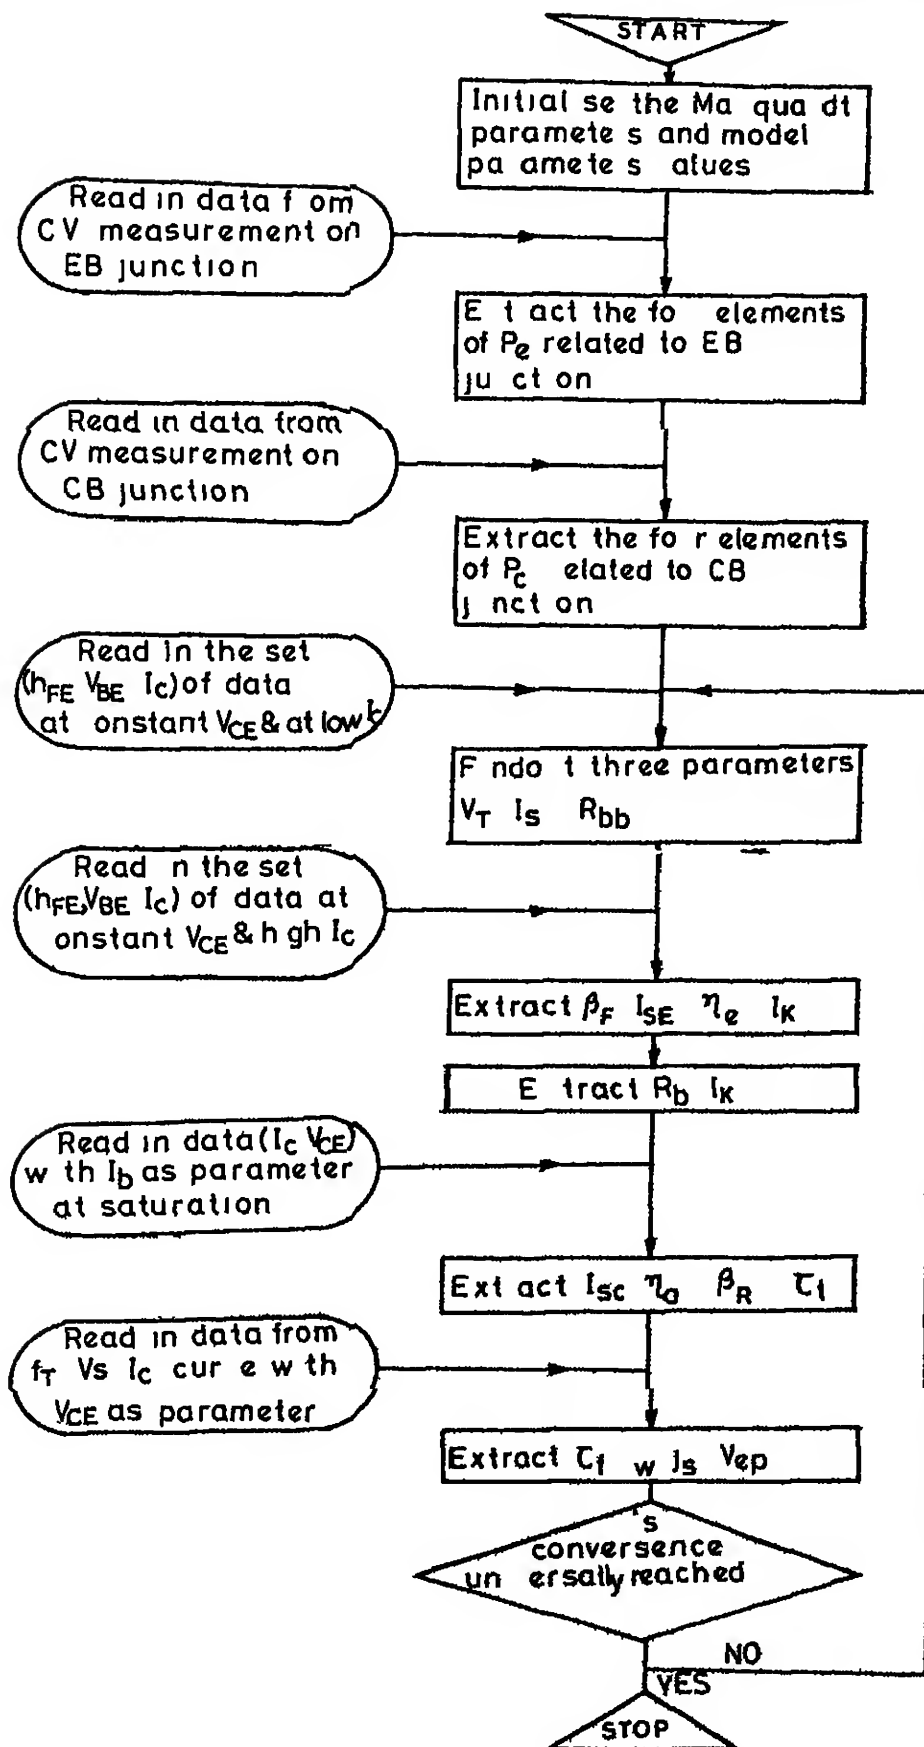 START
Initial se the Ma qua dt
paramete s and model
pa amete s alues
Read in data f om
CV measurement on
EB junction
E t act the fo elements
of Pe related to EB
ju ct on
Read in data from
CV measurement on
CB junction
Extract the fo r elements
of Pc elated to CB
j nct on
Read in the set
(hFE VBE Ic) of data
at onstant VCE & at low Ic
F ndo t three parameters
VT Is Rbb
Read n the set
(hFE,VBE Ic) of data at
onstant VCE & h gh Ic
Extract βF ISE ηe IK
E tract Rb IK
Read in data (Ic VCE)
w th Ib as parameter
at saturation
Ext act Isc ηa βR τf
Read in data from
fT Vs Ic cur e w th
VCE as parameter
Extract τf w Js Vep
's
conversence
un ersally reached
NO
YES
STOP